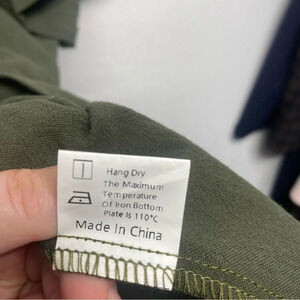 Hang Dry
The Maximum
Temperature
Of Iron Bottom
Plate Is 110℃
Made In China